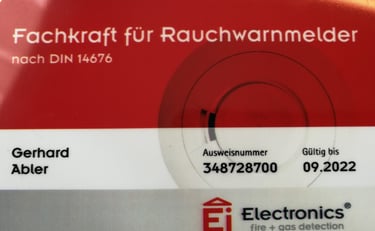 Fachkraft für Rauchwarnmelder
nach DIN 14676
Gerhard
Abler
Ausweisnummer
348728700
Gültig bis
09.2022
Ei Electronics®
fire + gas detection